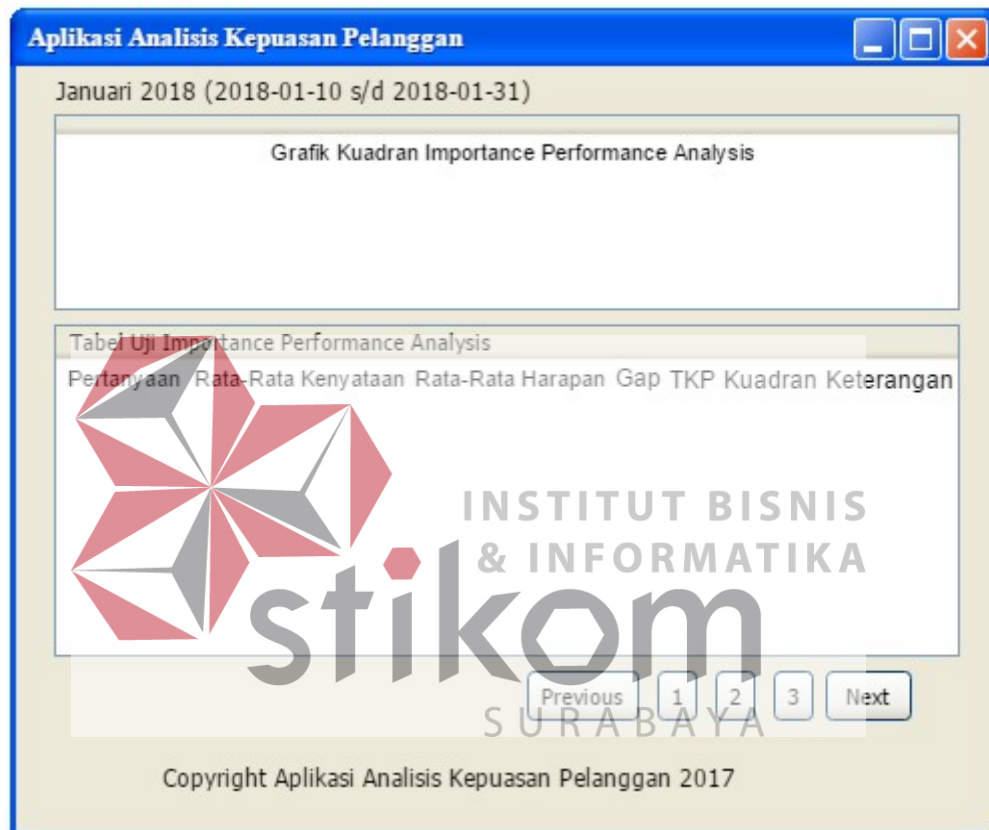 Aplikasi Analisis Kepuasan Pelanggan
Januari 2018 (2018-01-10 s/d 2018-01-31)
Grafik Kuadran Importance Performance Analysis
Tabel Uji Importance Performance Analysis
Pertanyaan Rata-Rata Kenyataan Rata-Rata Harapan Gap TKP Kuadran Keterangan
INSTITUT BISNIS
& INFORMATIKA
stikom
SURABAYA
Previous 1 2 3 Next
Copyright Aplikasi Analisis Kepuasan Pelanggan 2017